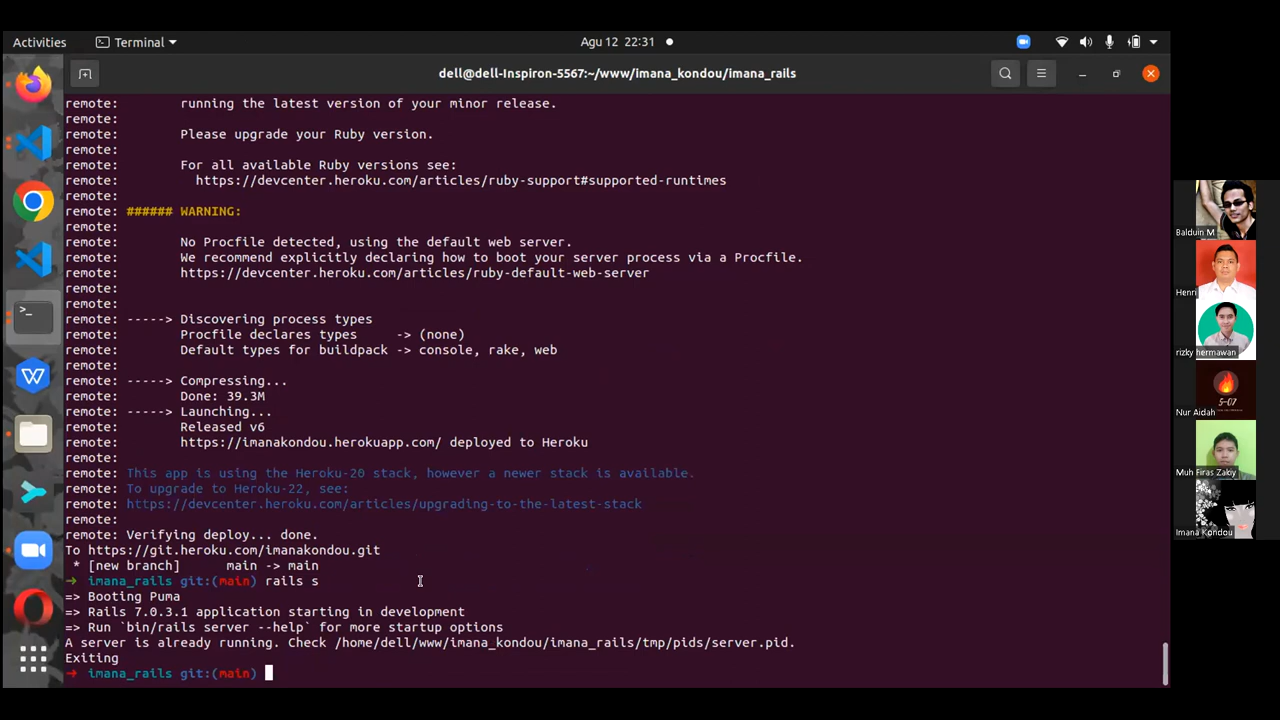 Activities
Terminal
Agu 12 22:31
dell@dell-Inspiron-5567:~/www/imana_kondou/imana_rails
remote: running the latest version of your minor release.
remote:
remote: Please upgrade your Ruby version.
remote:
remote: For all available Ruby versions see:
remote: https://devcenter.heroku.com/articles/ruby-support#supported-runtimes
remote:
remote: ###### WARNING:
remote:
remote: No Procfile detected, using the default web server.
remote: We recommend explicitly declaring how to boot your server process via a Procfile.
remote: https://devcenter.heroku.com/articles/ruby-default-web-server
remote:
remote:
remote: -----> Discovering process types
remote: Procfile declares types -> (none)
remote: Default types for buildpack -> console, rake, web
remote:
remote: -----> Compressing...
remote: Done: 39.3M
remote: -----> Launching...
remote: Released v6
remote: https://imanakondou.herokuapp.com/ deployed to Heroku
remote:
remote: This app is using the Heroku-20 stack, however a newer stack is available.
remote: To upgrade to Heroku-22, see:
remote: https://devcenter.heroku.com/articles/upgrading-to-the-latest-stack
remote:
remote: Verifying deploy... done.
To https://git.heroku.com/imanakondou.git
* [new branch] main -> main
→ imana_rails git:(main) rails s
=> Booting Puma
=> Rails 7.0.3.1 application starting in development
=> Run `bin/rails server --help` for more startup options
A server is already running. Check /home/dell/www/imana_kondou/imana_rails/tmp/pids/server.pid.
Exiting
→ imana_rails git:(main)
Balduin M
Henri
rizky hermawan
5-07
Nur Aidah
Muh Firas Zakiy
Imana Kondou